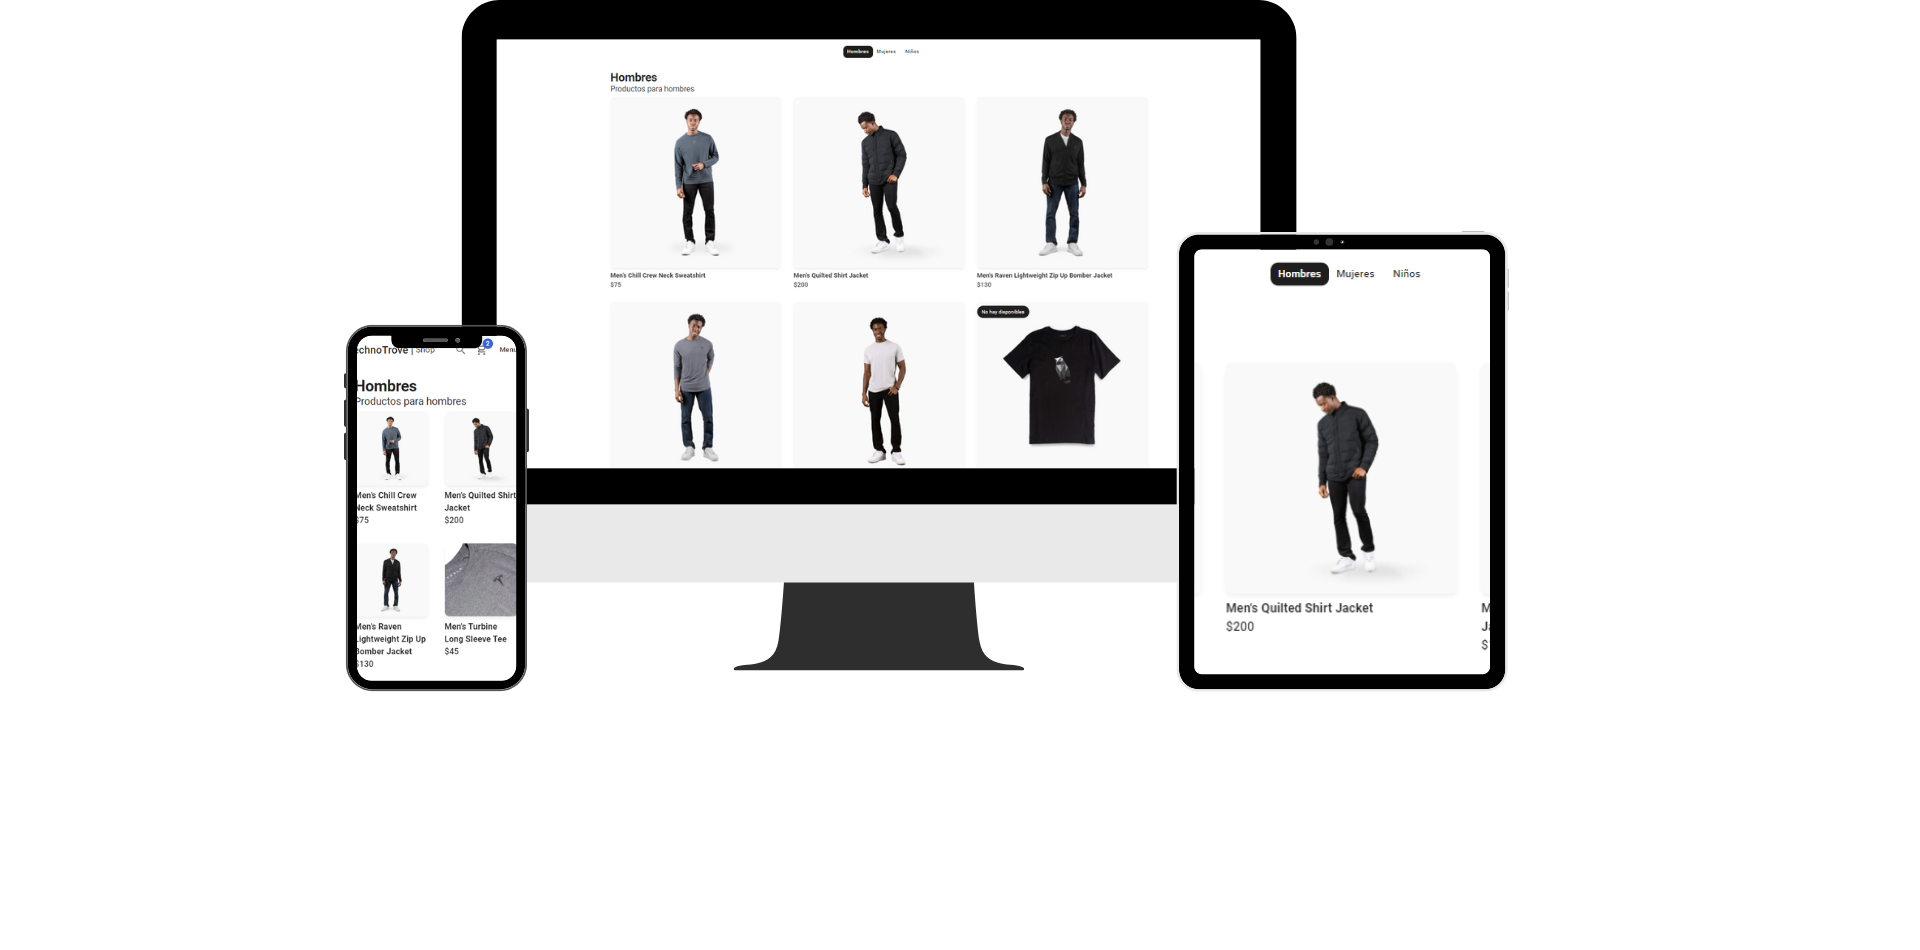 Hombres Mujeres Niños
Hombres
Productos para hombres
Men's Chill Crew Neck Sweatshirt
$75
Men's Quilted Shirt Jacket
$200
Men's Raven Lightweight Zip Up Bomber Jacket
$130
No hay disponibles
echnoTrove | Shop 2 Menu
Hombres
Productos para hombres
Men's Chill Crew
Neck Sweatshirt
$75
Men's Quilted Shirt
Jacket
$200
Men's Raven
Lightweight Zip Up
Bomber Jacket
$130
Men's Turbine
Long Sleeve Tee
$45
Hombres Mujeres Niños
Men's Quilted Shirt Jacket
$200